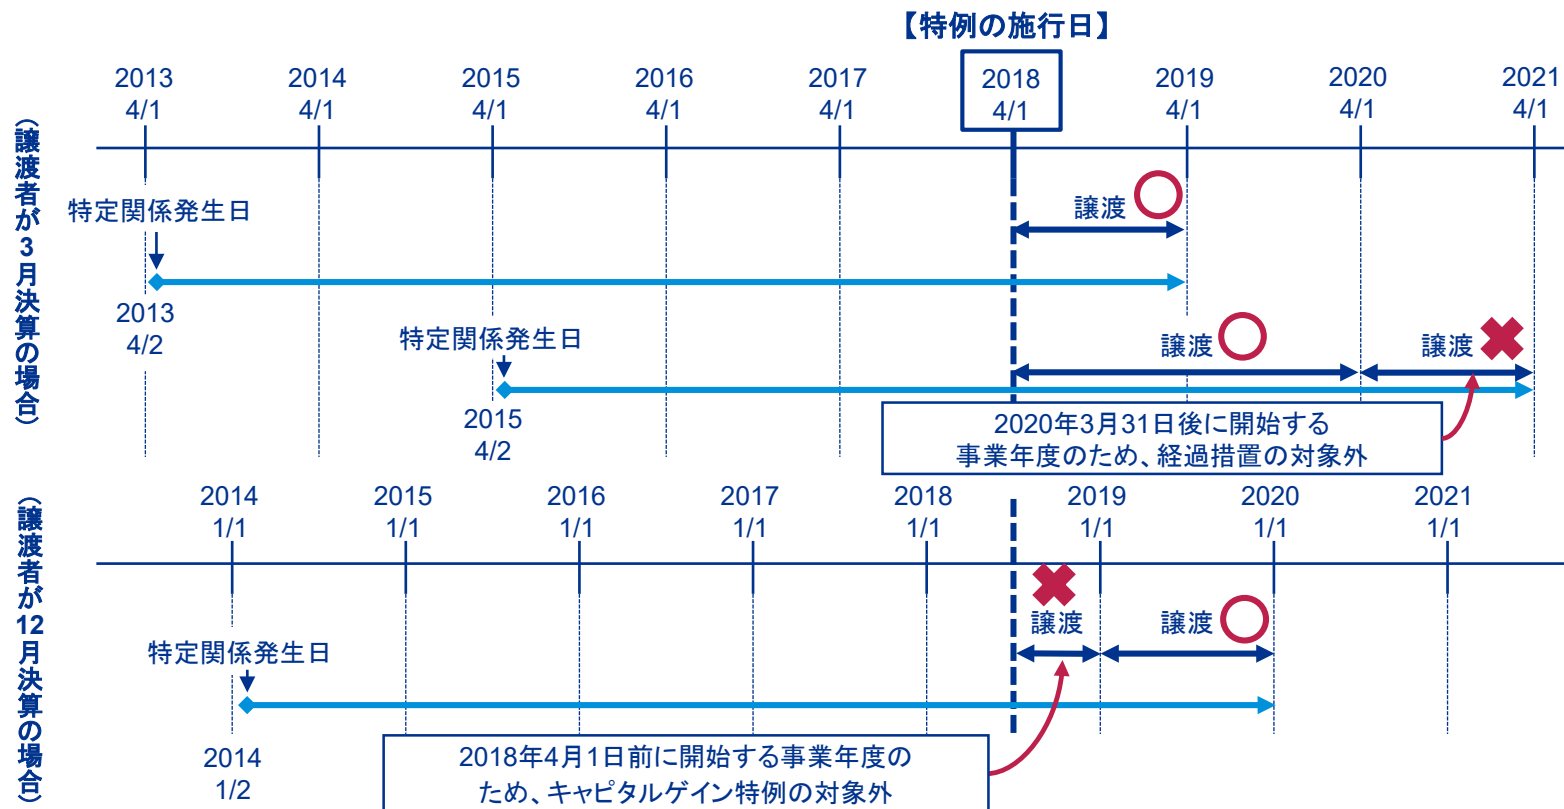 【特例の施行日】
2013 2014 2015 2016 2017 2018 2019 2020 2021
4/1 4/1 4/1 4/1 4/1 4/1 4/1 4/1 4/1
（譲渡者が3月決算の場合）
特定関係発生日
譲渡
2013
4/2
特定関係発生日
譲渡 譲渡
2015
4/2
2020年3月31日後に開始する
事業年度のため、経過措置の対象外
2014 2015 2016 2017 2018 2019 2020 2021
1/1 1/1 1/1 1/1 1/1 1/1 1/1 1/1
（譲渡者が12月決算の場合）
特定関係発生日
譲渡 譲渡
2014
1/2
2018年4月1日前に開始する事業年度の
ため、キャピタルゲイン特例の対象外